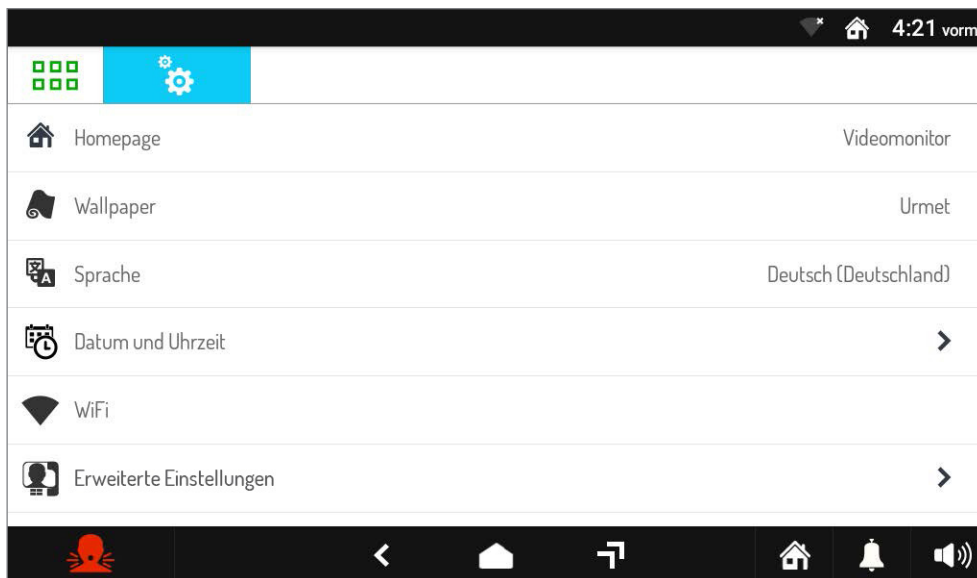 4:21 vorm
Homepage
Videomonitor
Wallpaper
Urmet
Sprache
Deutsch (Deutschland)
Datum und Uhrzeit
WiFi
Erweiterte Einstellungen